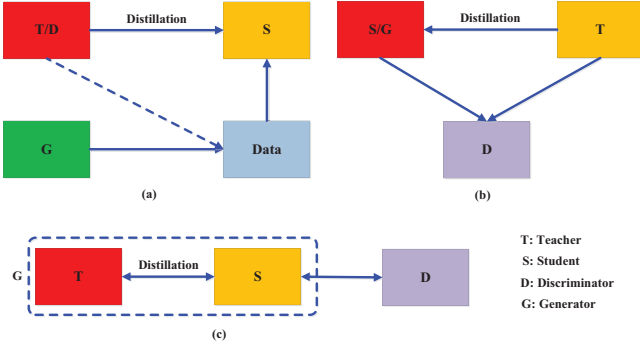 T/D
Distillation
S
G
Data
(a)
S/G
Distillation
T
D
(b)
G
T
Distillation
S
D
(c)
T: Teacher
S: Student
D: Discriminator
G: Generator